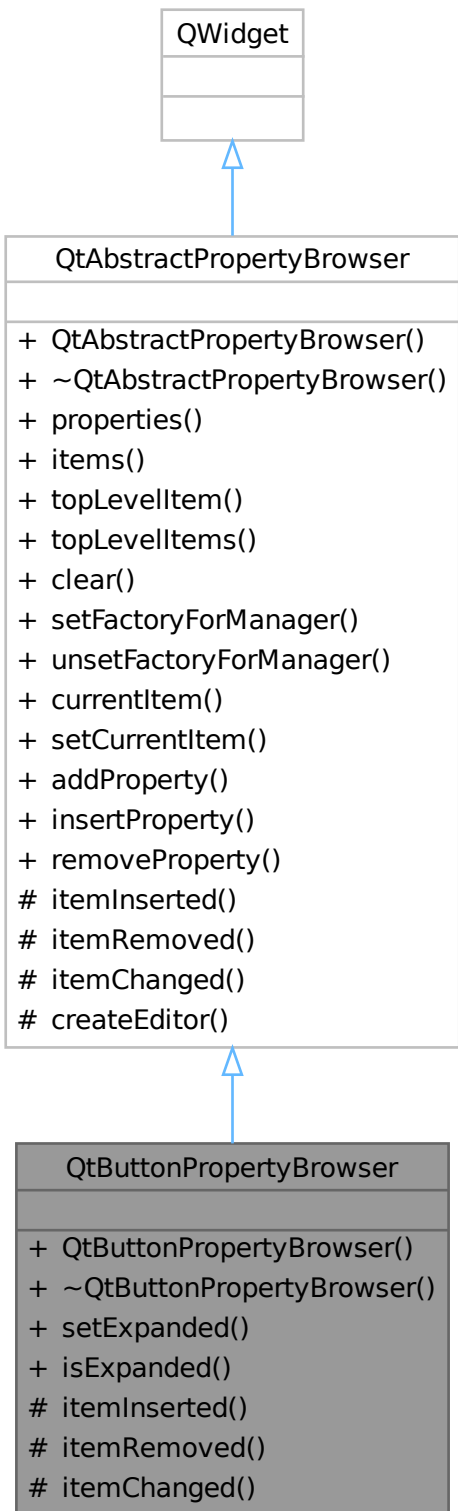 QWidget
QtAbstractPropertyBrowser
+ QtAbstractPropertyBrowser()
+ ~QtAbstractPropertyBrowser()
+ properties()
+ items()
+ topLevelItem()
+ topLevelItems()
+ clear()
+ setFactoryForManager()
+ unsetFactoryForManager()
+ currentItem()
+ setCurrentItem()
+ addProperty()
+ insertProperty()
+ removeProperty()
# itemInserted()
# itemRemoved()
# itemChanged()
# createEditor()
QtButtonPropertyBrowser
+ QtButtonPropertyBrowser()
+ ~QtButtonPropertyBrowser()
+ setExpanded()
+ isExpanded()
# itemInserted()
# itemRemoved()
# itemChanged()